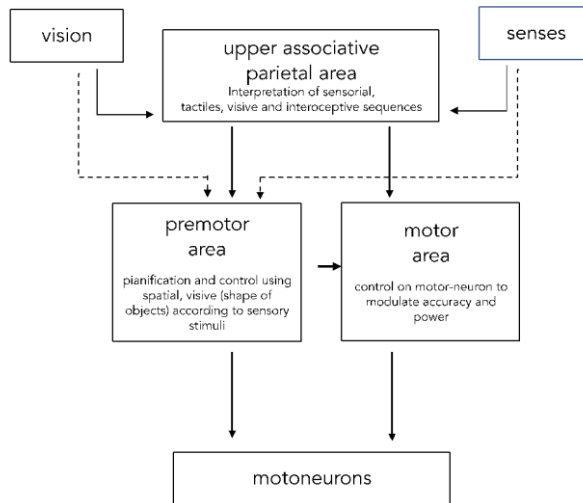 vision
upper associative
parietal area
Interpretation of sensorial,
tactiles, visive and interoceptive sequences
senses
premotor
area
pianification and control using
spatial, visive (shape of
objects) according to sensory
stimuli
motor
area
control on motor-neuron to
modulate accuracy and
power
motoneurons